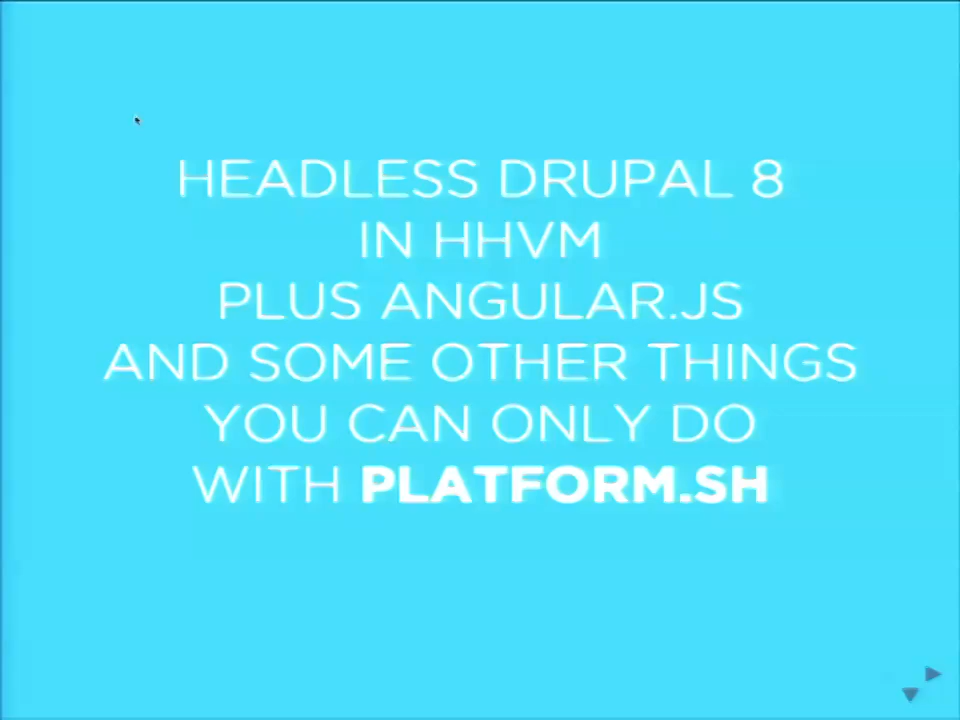 HEADLESS DRUPAL 8
IN HHVM
PLUS ANGULAR.JS
AND SOME OTHER THINGS
YOU CAN ONLY DO
WITH PLATFORM.SH